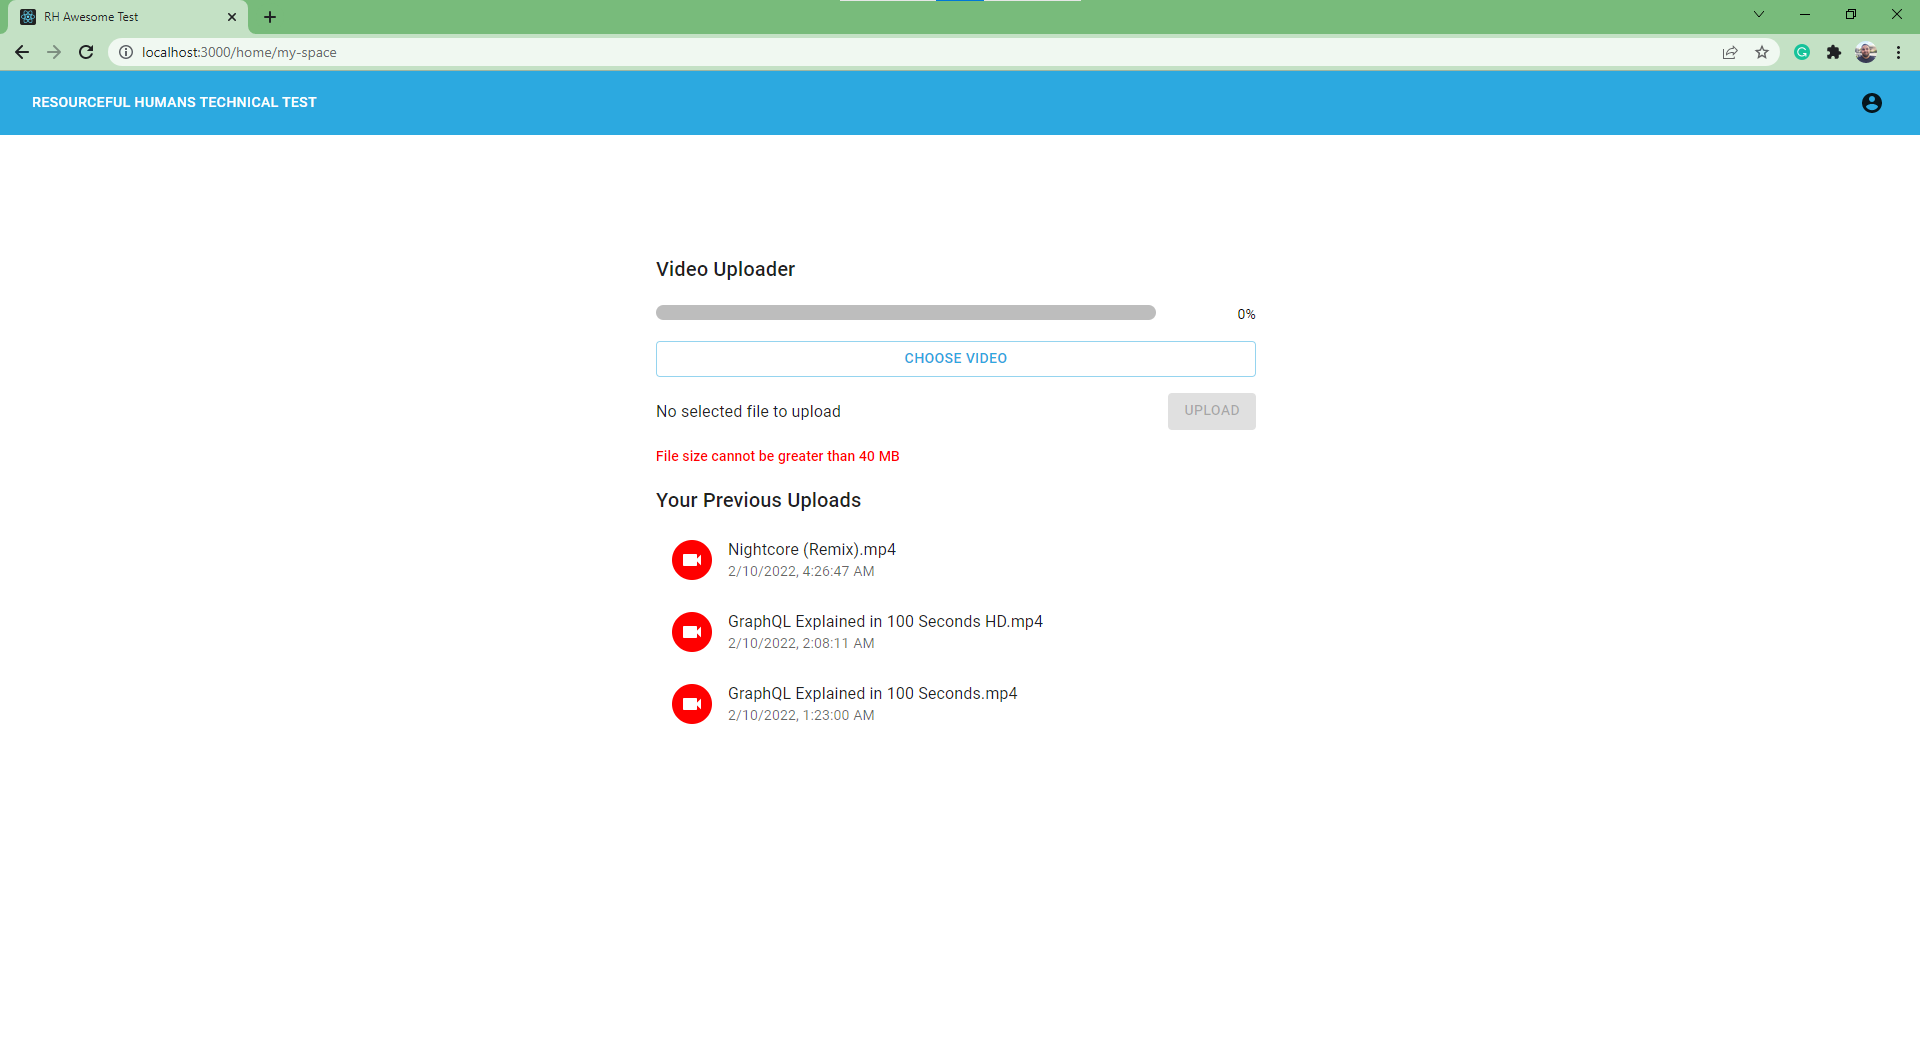 RH Awesome Test
localhost:3000/home/my-space
RESOURCEFUL HUMANS TECHNICAL TEST
Video Uploader
0%
CHOOSE VIDEO
No selected file to upload
UPLOAD
File size cannot be greater than 40 MB
Your Previous Uploads
Nightcore (Remix).mp4
2/10/2022, 4:26:47 AM
GraphQL Explained in 100 Seconds HD.mp4
2/10/2022, 2:08:11 AM
GraphQL Explained in 100 Seconds.mp4
2/10/2022, 1:23:00 AM